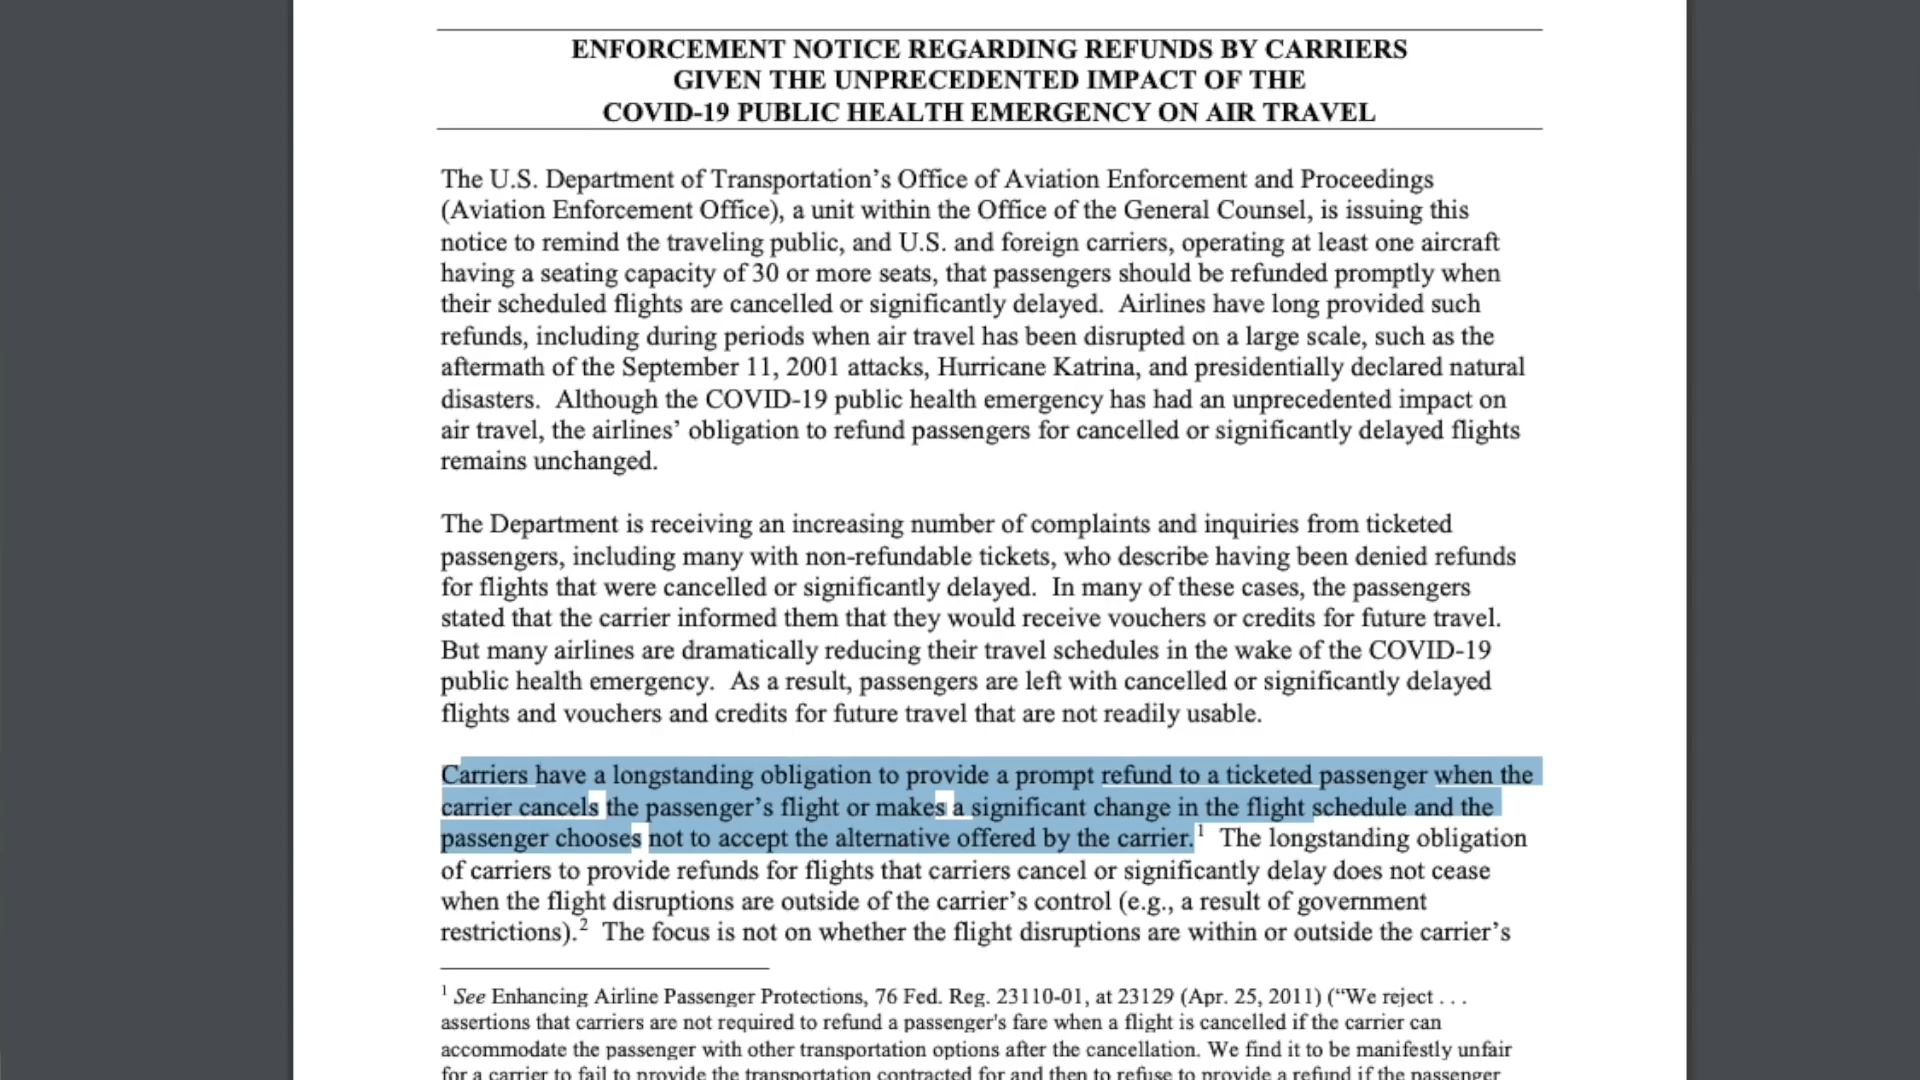 ENFORCEMENT NOTICE REGARDING REFUNDS BY CARRIERS
GIVEN THE UNPRECEDENTED IMPACT OF THE
COVID-19 PUBLIC HEALTH EMERGENCY ON AIR TRAVEL
The U.S. Department of Transportation’s Office of Aviation Enforcement and Proceedings
(Aviation Enforcement Office), a unit within the Office of the General Counsel, is issuing this
notice to remind the traveling public, and U.S. and foreign carriers, operating at least one aircraft
having a seating capacity of 30 or more seats, that passengers should be refunded promptly when
their scheduled flights are cancelled or significantly delayed.  Airlines have long provided such
refunds, including during periods when air travel has been disrupted on a large scale, such as the
aftermath of the September 11, 2001 attacks, Hurricane Katrina, and presidentially declared natural
disasters.  Although the COVID-19 public health emergency has had an unprecedented impact on
air travel, the airlines’ obligation to refund passengers for cancelled or significantly delayed flights
remains unchanged.
The Department is receiving an increasing number of complaints and inquiries from ticketed
passengers, including many with non-refundable tickets, who describe having been denied refunds
for flights that were cancelled or significantly delayed.  In many of these cases, the passengers
stated that the carrier informed them that they would receive vouchers or credits for future travel.
But many airlines are dramatically reducing their travel schedules in the wake of the COVID-19
public health emergency.  As a result, passengers are left with cancelled or significantly delayed
flights and vouchers and credits for future travel that are not readily usable.
Carriers have a longstanding obligation to provide a prompt refund to a ticketed passenger when the
carrier cancels the passenger’s flight or makes a significant change in the flight schedule and the
passenger chooses not to accept the alternative offered by the carrier.1  The longstanding obligation
of carriers to provide refunds for flights that carriers cancel or significantly delay does not cease
when the flight disruptions are outside of the carrier’s control (e.g., a result of government
restrictions).2  The focus is not on whether the flight disruptions are within or outside the carrier’s
1 See Enhancing Airline Passenger Protections, 76 Fed. Reg. 23110-01, at 23129 (Apr. 25, 2011) (“We reject . . .
assertions that carriers are not required to refund a passenger's fare when a flight is cancelled if the carrier can
accommodate the passenger with other transportation options after the cancellation. We find it to be manifestly unfair
for a carrier to fail to provide the transportation contracted for and then to refuse to provide a refund if the passenger